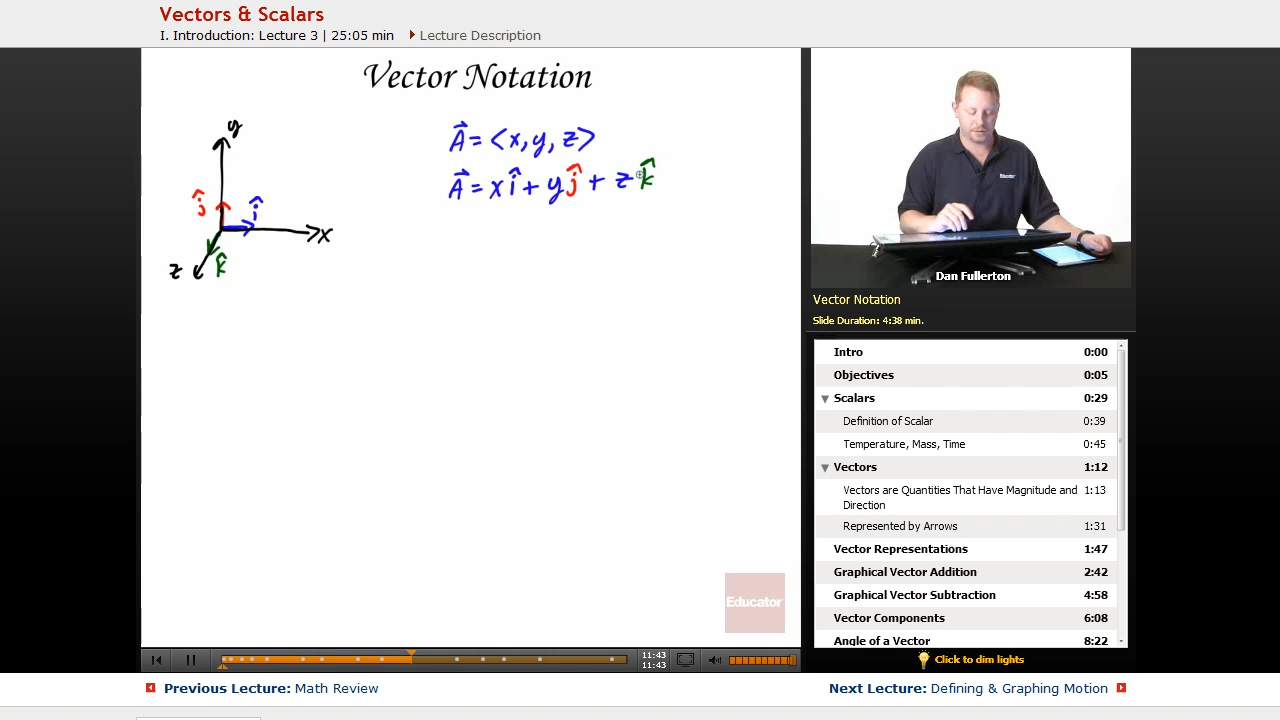 Vectors & Scalars
I. Introduction: Lecture 3 | 25:05 min Lecture Description
Vector Notation
y
ĵ
î
x
z
k̂
A⃗ = <x, y, z>
A⃗ = x î + y ĵ + z k̂
Educator
Dan Fullerton
Vector Notation
Slide Duration: 4:38 min.
Intro 0:00
Objectives 0:05
Scalars 0:29
Definition of Scalar 0:39
Temperature, Mass, Time 0:45
Vectors 1:12
Vectors are Quantities That Have Magnitude and 1:13
Direction
Represented by Arrows 1:31
Vector Representations 1:47
Graphical Vector Addition 2:42
Graphical Vector Subtraction 4:58
Vector Components 6:08
Angle of a Vector 8:22
11:43
11:43
Click to dim lights
Previous Lecture: Math Review
Next Lecture: Defining & Graphing Motion